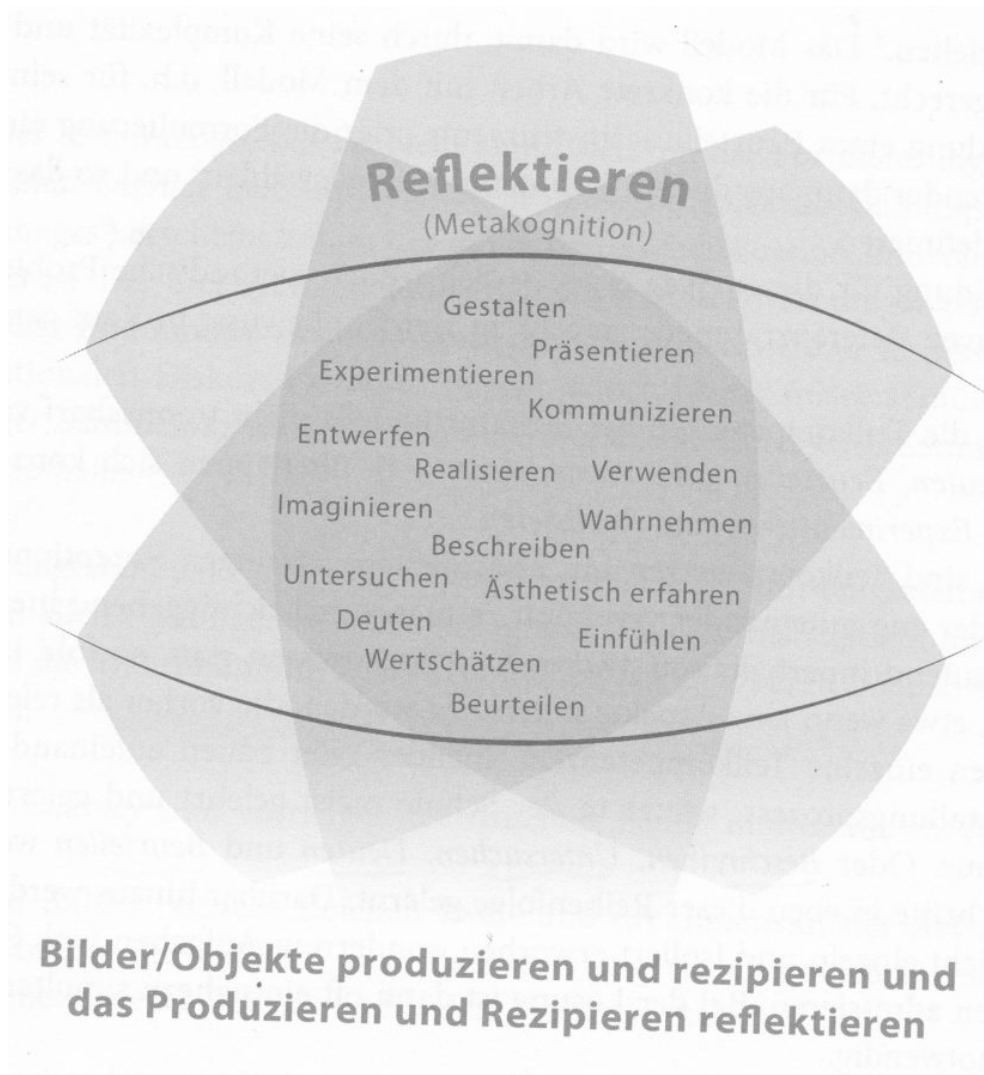 Reflektieren
(Metakognition)
Gestalten
Präsentieren
Experimentieren
Kommunizieren
Entwerfen
Realisieren Verwenden
Imaginieren
Wahrnehmen
Beschreiben
Untersuchen
Ästhetisch erfahren
Deuten
Einfühlen
Wertschätzen
Beurteilen
Bilder/Objekte produzieren und rezipieren und
das Produzieren und Rezipieren reflektieren